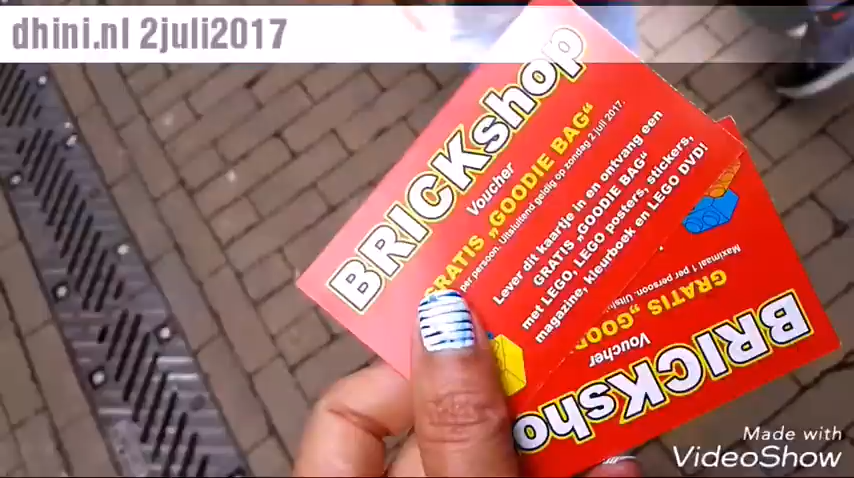 dhini.nl 2juli2017
BRICKshop
Voucher
GRATIS „GOODIE BAG“
per persoon. Uitsluitend geldig op zondag 2 juli 2017.
Lever dit kaartje in en ontvang een
GRATIS „GOODIE BAG“
met LEGO, LEGO posters, stickers,
magazine, kleurboek en LEGO DVD!
BRICKsho
Voucher
GRATIS „GOOD
Maximaal 1 per persoon.
Made with
VideoShow